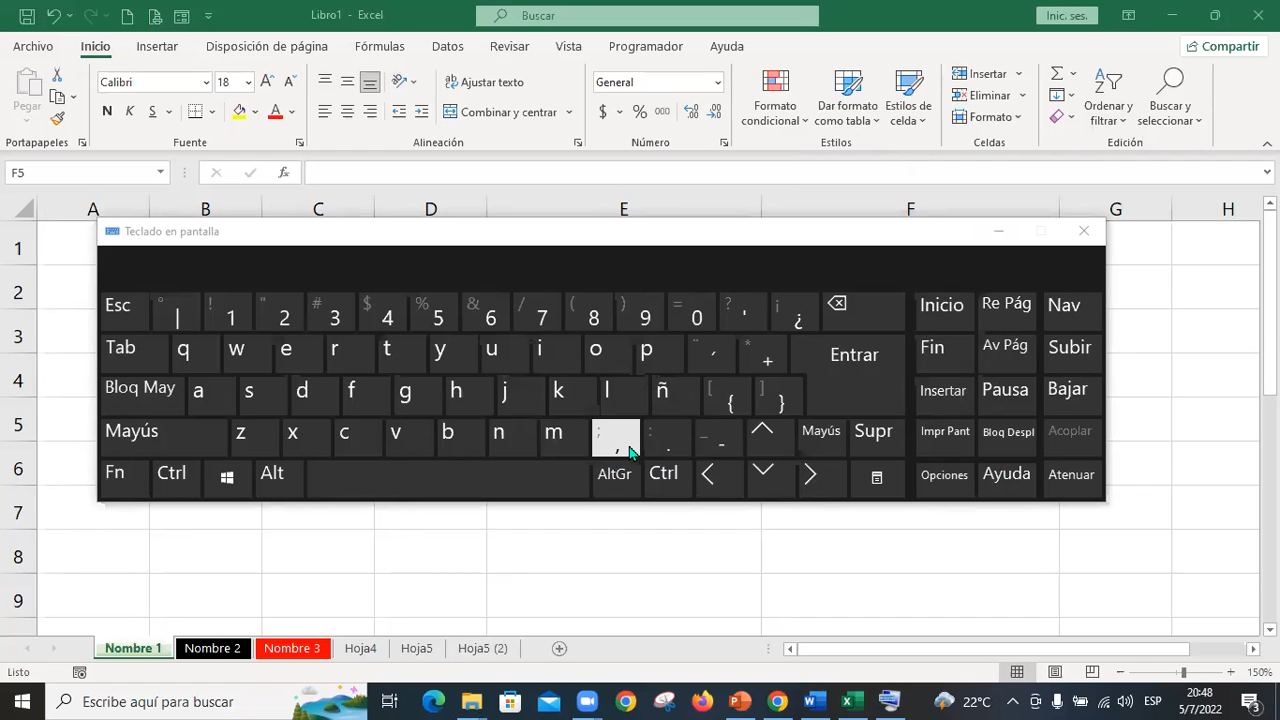 Libro1 - Excel
Buscar
Inic. ses.
Archivo Inicio Insertar Disposición de página Fórmulas Datos Revisar Vista Programador Ayuda
Compartir
Pegar
Calibri 18
N K S
Ajustar texto
Combinar y centrar
General
$ % 000
Formato condicional
Dar formato como tabla
Estilos de celda
Insertar
Eliminar
Formato
Ordenar y filtrar
Buscar y seleccionar
Portapapeles Fuente Alineación Número Estilos Celdas Edición
F5
fx
A B C D E F G H
1
2
3
4
5
6
7
8
9
Teclado en pantalla
Esc ° | ! 1 " 2 # 3 $ 4 % 5 & 6 / 7 ( 8 ) 9 = 0 ? ' ¡ ¿ Inicio Re Pág Nav
Tab q w e r t y u i o p ¨ ´ * + Entrar Fin Av Pág Subir
Bloq May a s d f g h j k l ñ [ { ] } Insertar Pausa Bajar
Mayús z x c v b n m ; , : . _ - Mayús Supr Impr Pant Bloq Despl Acoplar
Fn Ctrl Alt AltGr Ctrl Opciones Ayuda Atenuar
Nombre 1 Nombre 2 Nombre 3 Hoja4 Hoja5 Hoja5 (2)
Listo
150%
Escribe aquí para buscar
22°C
ESP
20:48
5/7/2022
3